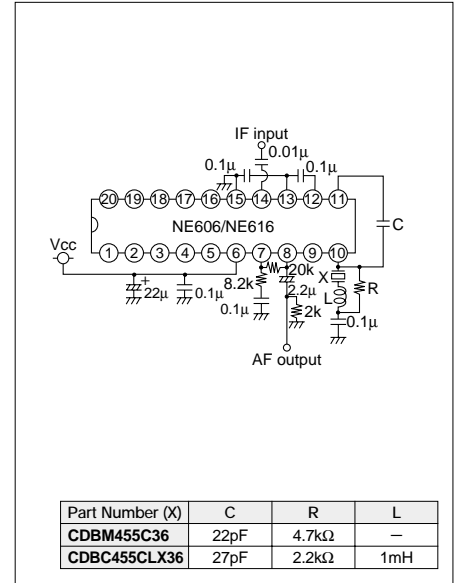 IF input
0.01μ
0.1μ
0.1μ
20 19 18 17 16 15 14 13 12 11
C
NE606/NE616
Vcc
1 2 3 4 5 6 7 8 9 10
+
22μ
0.1μ
8.2k
20k
2.2μ
0.1μ
2k
X
L
R
0.1μ
AF output
Part Number (X) C R L
CDBM455C36 22pF 4.7kΩ –
CDBC455CLX36 27pF 2.2kΩ 1mH